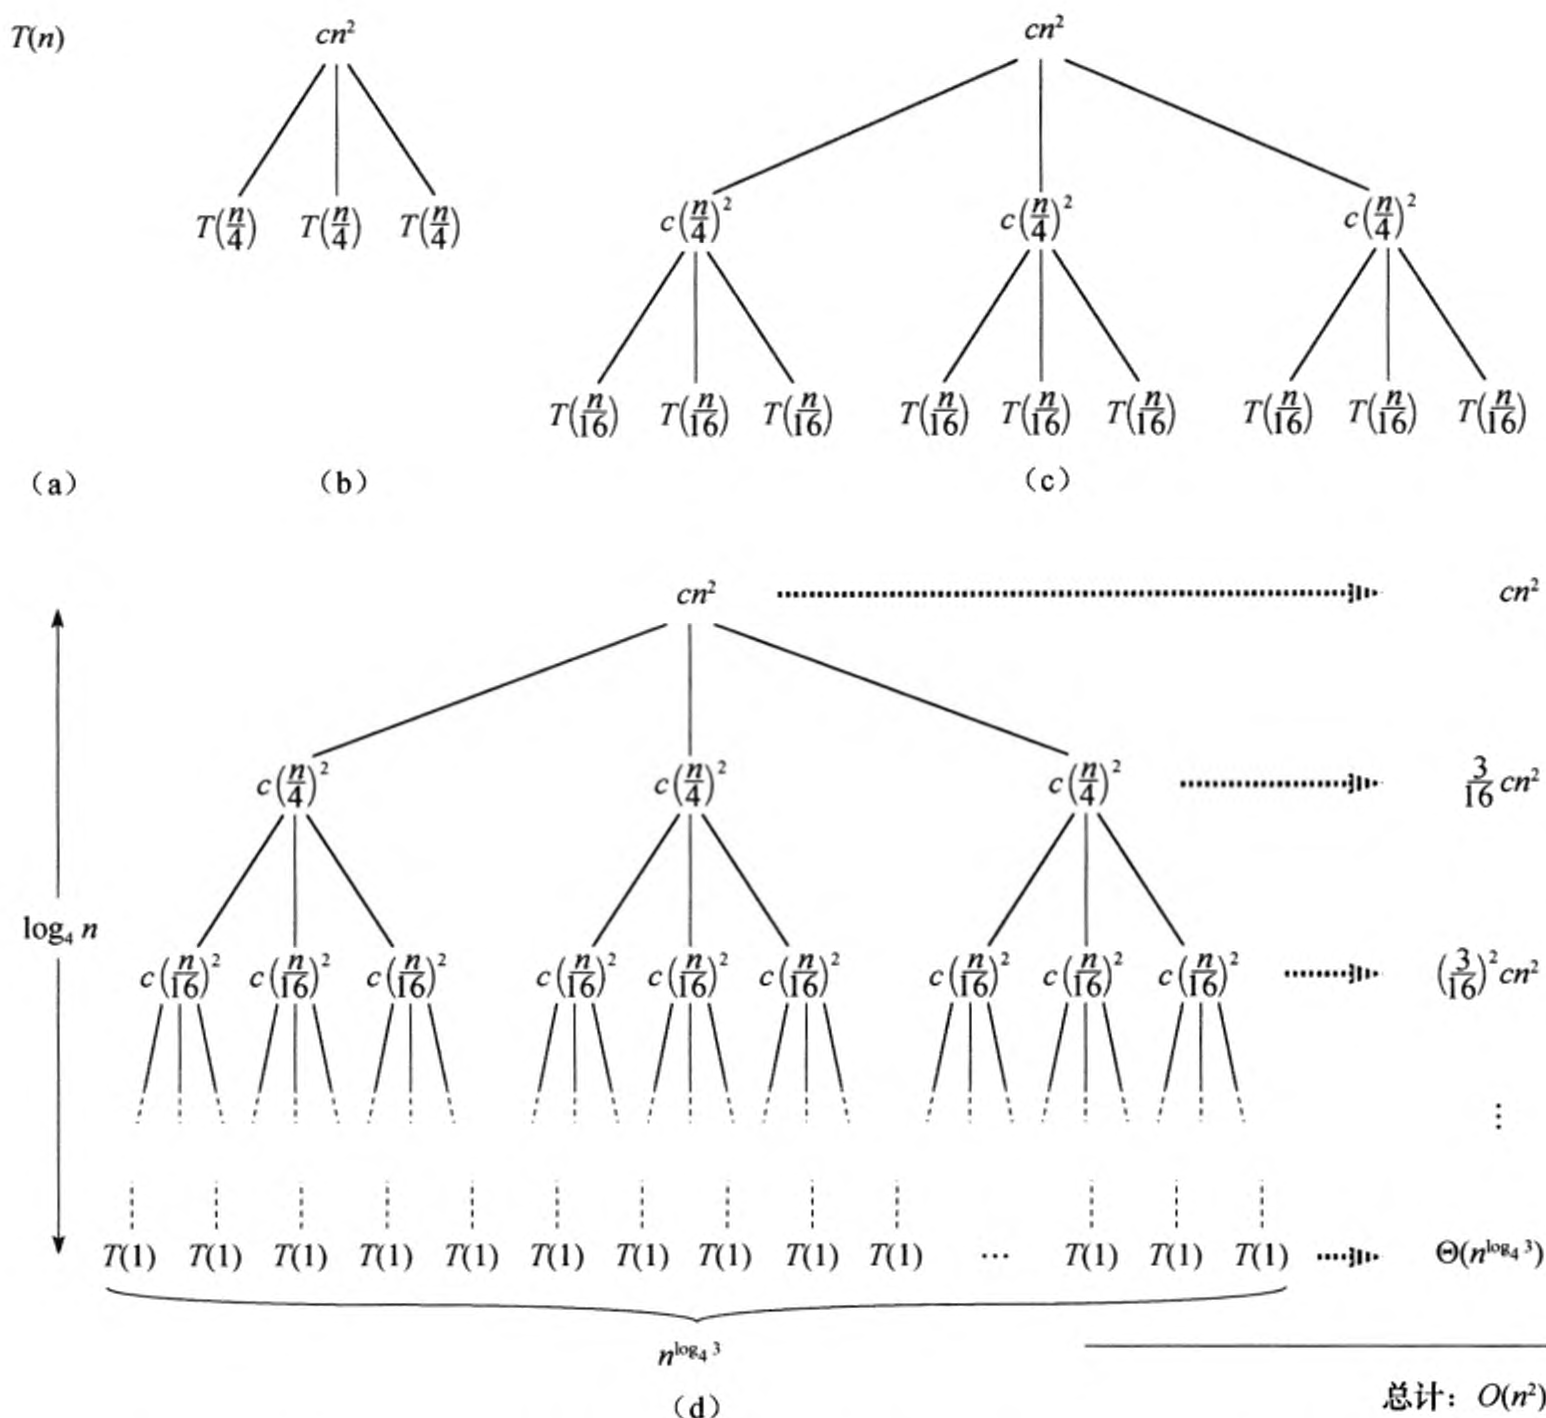 T(n)
cn²
T(n/4) T(n/4) T(n/4)
cn²
c(n/4)² c(n/4)² c(n/4)²
T(n/16) T(n/16) T(n/16) T(n/16) T(n/16) T(n/16) T(n/16) T(n/16) T(n/16)
（a） （b） （c）
cn² cn²
c(n/4)² c(n/4)² c(n/4)² 3/16 cn²
log₄ n
c(n/16)² c(n/16)² c(n/16)² c(n/16)² c(n/16)² c(n/16)² c(n/16)² c(n/16)² c(n/16)² (3/16)² cn²
⋮
T(1) T(1) T(1) T(1) T(1) T(1) T(1) T(1) T(1) T(1) … T(1) T(1) T(1) Θ(n^(log₄ 3))
n^(log₄ 3)
（d）
总计：O(n²)